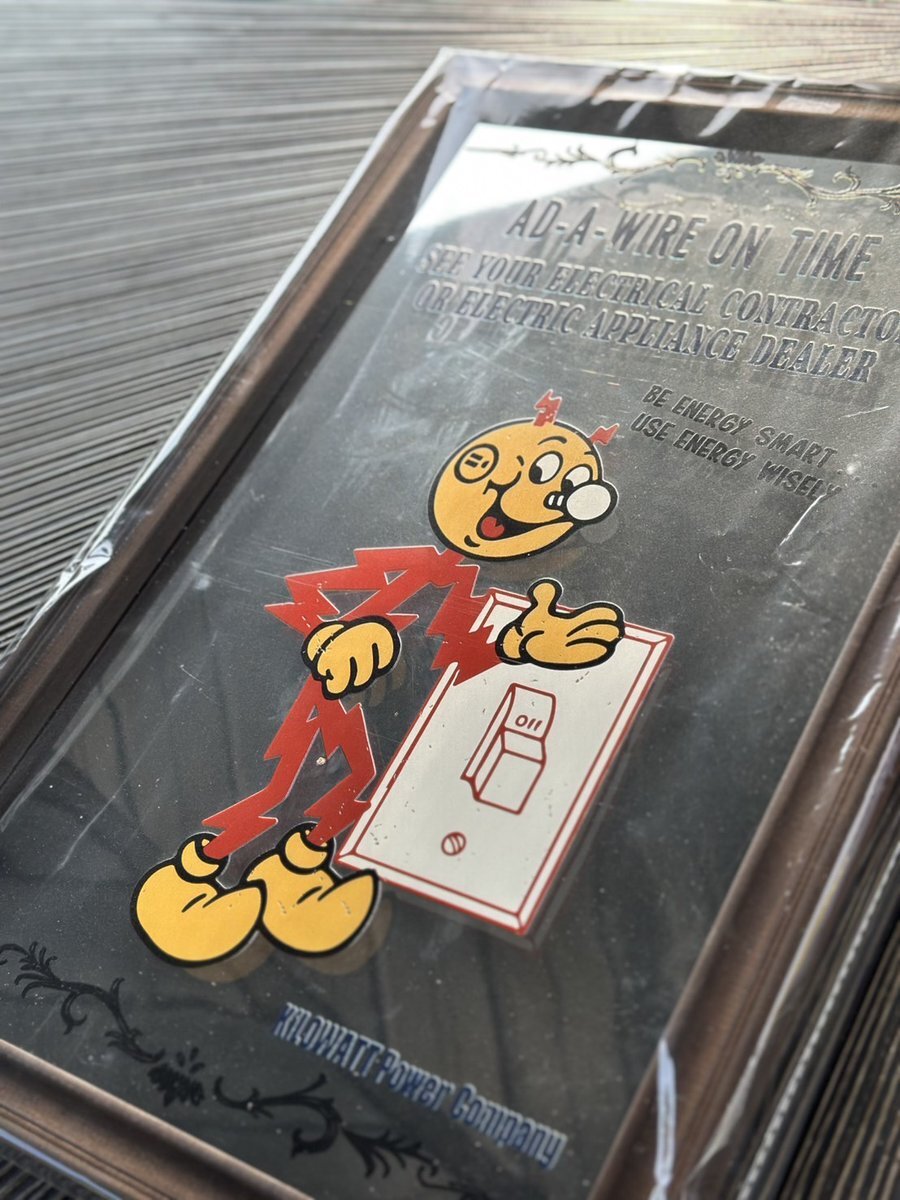 AD-A-WIRE ON TIME
SEE YOUR ELECTRICAL CONTRACTOR
OR ELECTRIC APPLIANCE DEALER
BE ENERGY SMART...
USE ENERGY WISELY...
KILOWATT Power Company